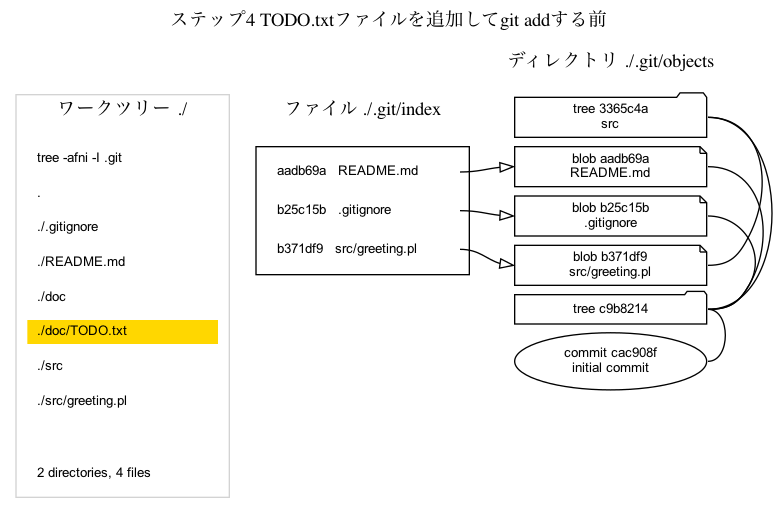 ステップ4 TODO.txtファイルを追加してgit addする前
ディレクトリ ./.git/objects
ワークツリー ./
ファイル ./.git/index
tree -afni -I .git
.
./.gitignore
./README.md
./doc
./doc/TODO.txt
./src
./src/greeting.pl
2 directories, 4 files
aadb69a README.md
b25c15b .gitignore
b371df9 src/greeting.pl
tree 3365c4a
src
blob aadb69a
README.md
blob b25c15b
.gitignore
blob b371df9
src/greeting.pl
tree c9b8214
commit cac908f
initial commit